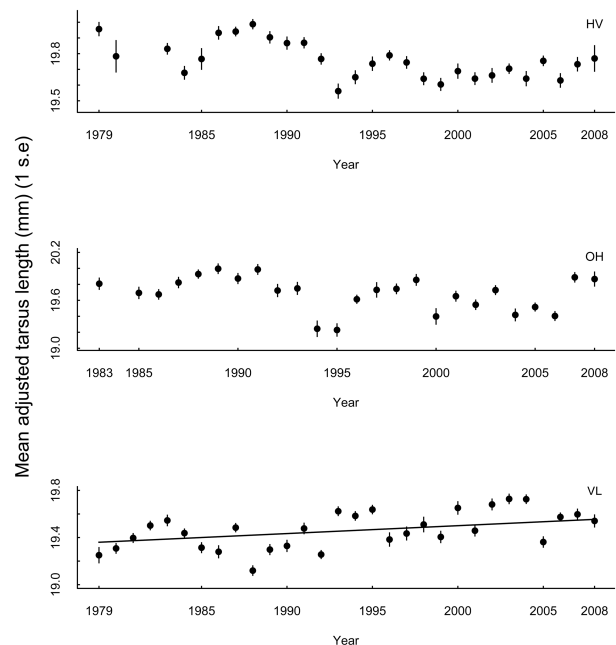 Mean adjusted tarsus length (mm) (1 s.e)
HV
19.8
19.5
1979 1985 1990 1995 2000 2005 2008
Year
OH
20.2
19.6
19.0
1983 1985 1990 1995 2000 2005 2008
Year
VL
19.8
19.4
19.0
1979 1985 1990 1995 2000 2005 2008
Year